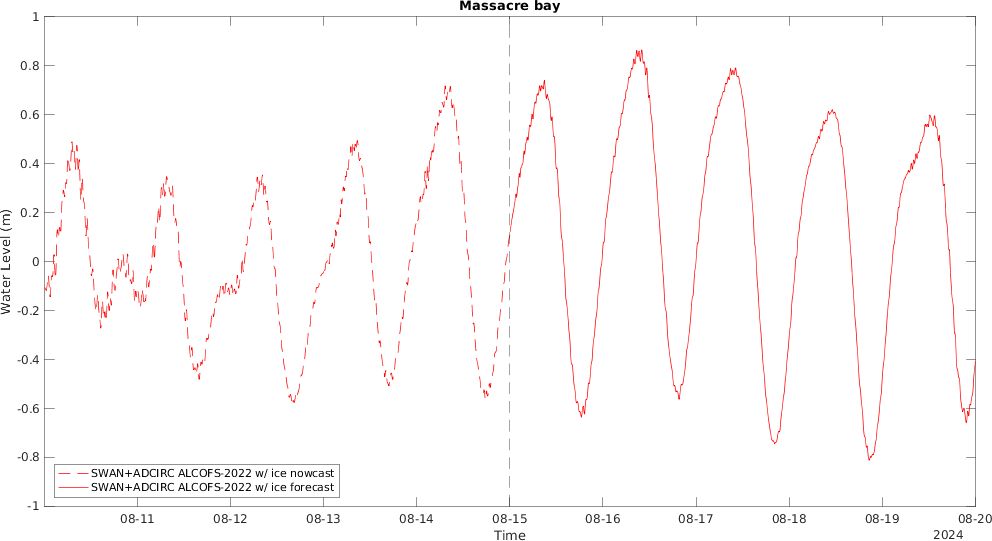 Massacre bay
Water Level (m)
1
0.8
0.6
0.4
0.2
0
-0.2
-0.4
-0.6
-0.8
-1
SWAN+ADCIRC ALCOFS-2022 w/ ice nowcast
SWAN+ADCIRC ALCOFS-2022 w/ ice forecast
08-11 08-12 08-13 08-14 08-15 08-16 08-17 08-18 08-19 08-20
Time
2024